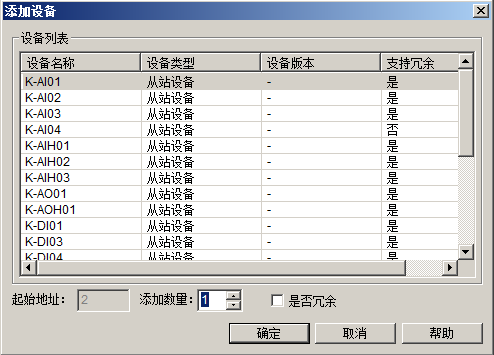 添加设备
设备列表
设备名称 设备类型 设备版本 支持冗余
K-AI01 从站设备 - 是
K-AI02 从站设备 - 是
K-AI03 从站设备 - 是
K-AI04 从站设备 - 否
K-AIH01 从站设备 - 是
K-AIH02 从站设备 - 是
K-AIH03 从站设备 - 是
K-AO01 从站设备 - 是
K-AOH01 从站设备 - 是
K-DI01 从站设备 - 是
K-DI03 从站设备 - 是
K-DI04 从站设备 - 是
起始地址: 2 添加数量: 1 是否冗余
确定 取消 帮助